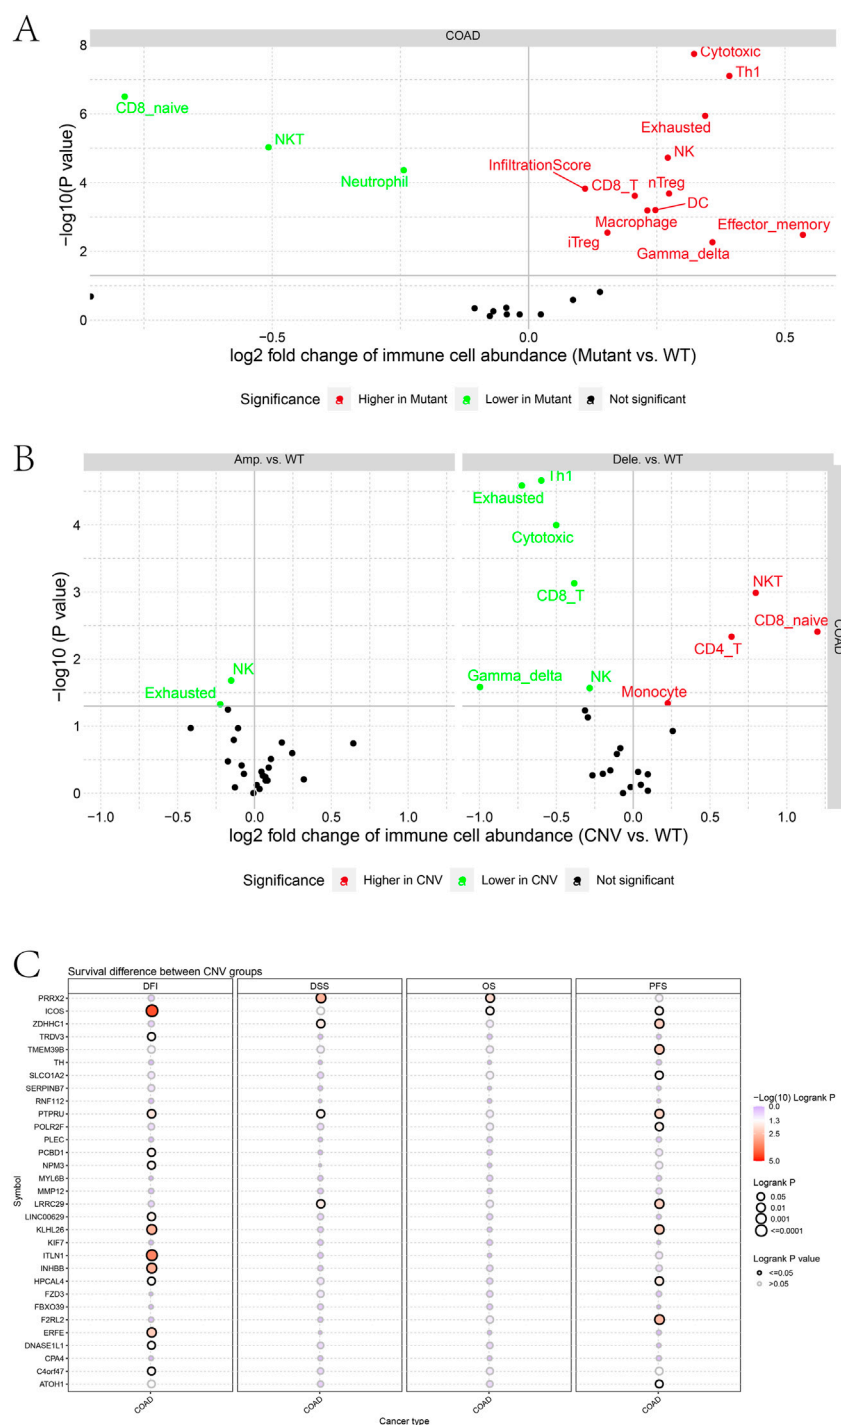 A
COAD
8
6
4
2
0
−log10(P value)
Cytotoxic
Th1
CD8_naive
Exhausted
NKT
NK
Neutrophil
InfiltrationScore
CD8_T
nTreg
DC
Macrophage
Effector_memory
iTreg
Gamma_delta
−0.5
0.0
0.5
log2 fold change of immune cell abundance (Mutant vs. WT)
Significance
a Higher in Mutant
a Lower in Mutant
Not significant
B
Amp. vs. WT
Dele. vs. WT
COAD
4
3
2
1
0
−log10 (P value)
NK
Exhausted
Th1
Exhausted
Cytotoxic
CD8_T
NKT
CD8_naive
CD4_T
Gamma_delta
NK
Monocyte
−1.0 −0.5 0.0 0.5 1.0
−1.0 −0.5 0.0 0.5 1.0
log2 fold change of immune cell abundance (CNV vs. WT)
Significance
a Higher in CNV
a Lower in CNV
Not significant
C
Survival difference between CNV groups
DFI DSS OS PFS
Symbol
PRRX2
ICOS
ZDHHC1
TRDV3
TMEM39B
TH
SLCO1A2
SERPINB7
RNF112
PTPRU
POLR2F
PLEC
PCBD1
NPM3
MYL6B
MMP12
LRRC29
LINC00629
KLHL26
KIF7
ITLN1
INHBB
HPCAL4
FZD3
FBXO39
F2RL2
ERFE
DNASE1L1
CPA4
C4orf47
ATOH1
COAD COAD COAD COAD
Cancer type
−Log(10) Logrank P
0.0
1.3
2.5
5.0
Logrank P
0.05
0.01
0.001
<=0.0001
Logrank P value
<=0.05
>0.05